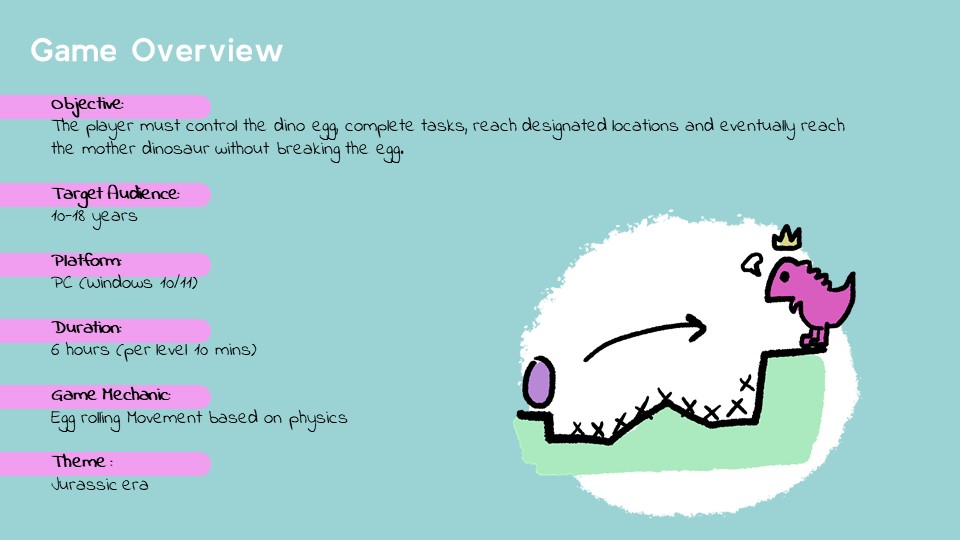 Game Overview
Objective:
The player must control the dino egg, complete tasks, reach designated locations and eventually reach
the mother dinosaur without breaking the egg.
Target Audience:
10-18 years
Platform:
PC (Windows 10/11)
Duration:
6 hours (per level 10 mins)
Game Mechanic:
Egg rolling Movement based on physics
Theme :
Jurassic era